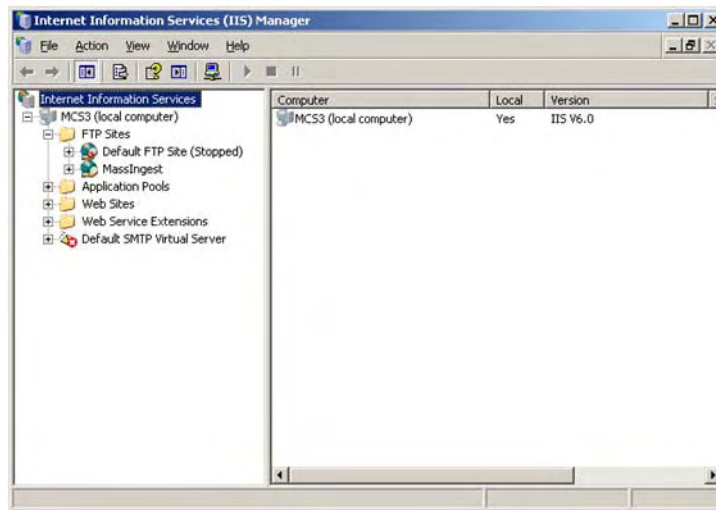 Internet Information Services (IIS) Manager
File Action View Window Help
Internet Information Services
MCS3 (local computer)
FTP Sites
Default FTP Site (Stopped)
MassIngest
Application Pools
Web Sites
Web Service Extensions
Default SMTP Virtual Server
Computer Local Version
MCS3 (local computer) Yes IIS V6.0